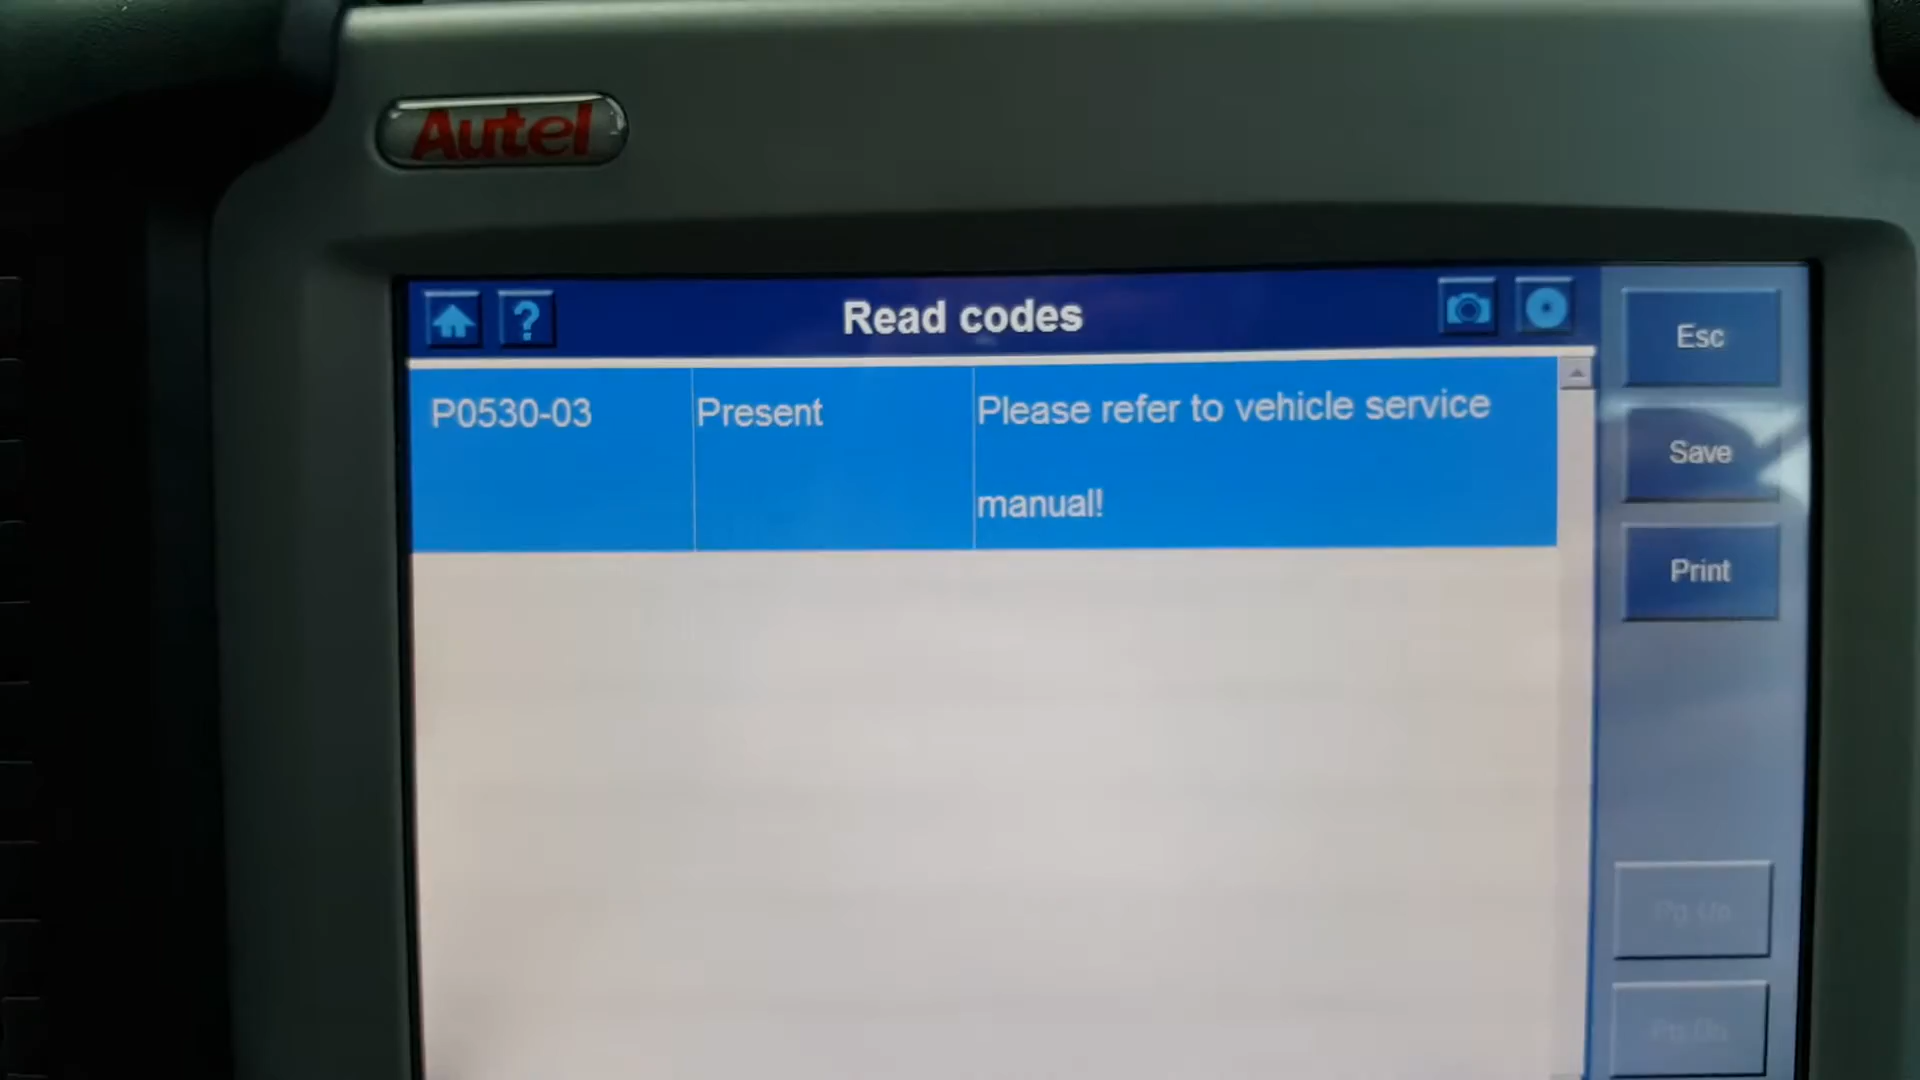 Autel
Read codes
Esc
P0530-03 Present Please refer to vehicle service
manual!
Save
Print